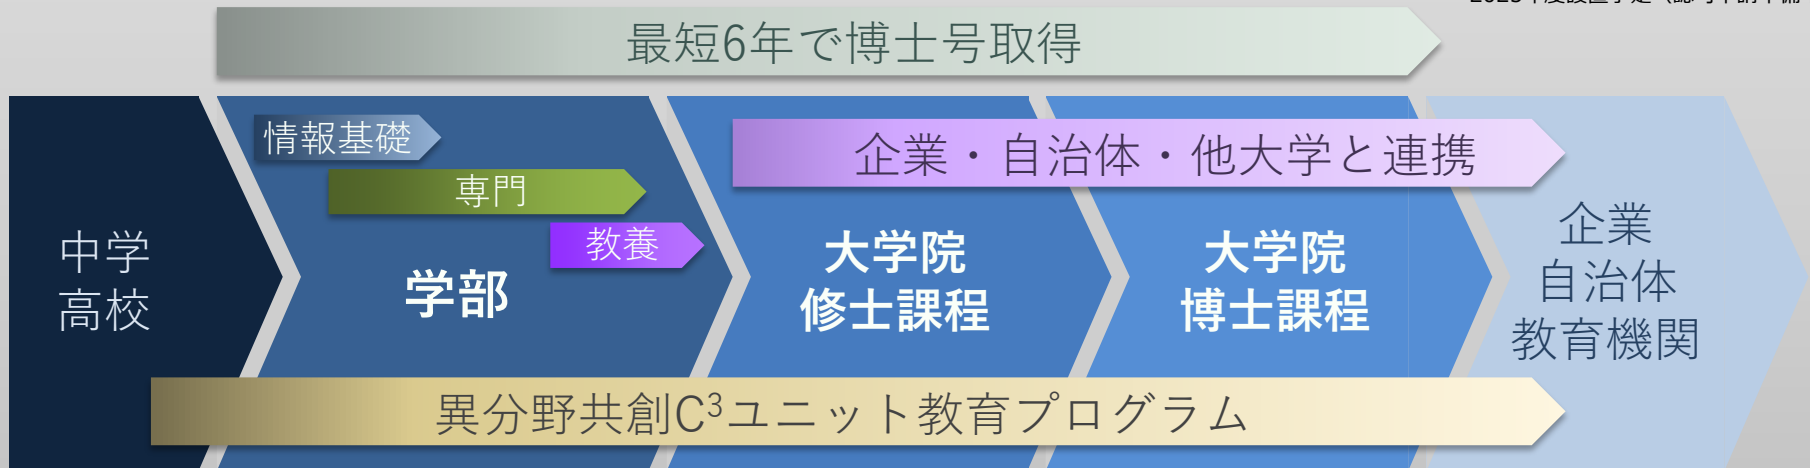 最短6年で博士号取得
情報基礎
専門
教養
企業・自治体・他大学と連携
中学
高校
学部
大学院
修士課程
大学院
博士課程
企業
自治体
教育機関
異分野共創C³ユニット教育プログラム